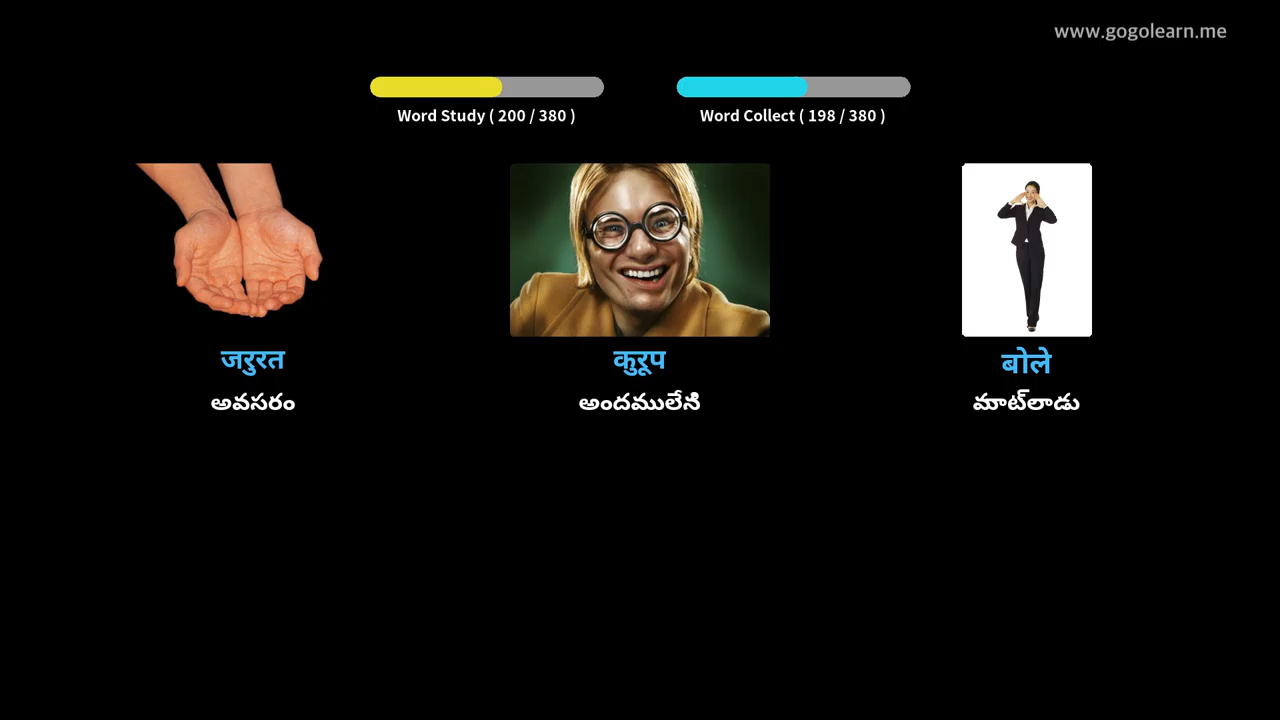 www.gogolearn.me
Word Study ( 200 / 380 )
Word Collect ( 198 / 380 )
जरुरत
कुरूप
बोले
అవసరం
అందములేని
మాట్‌లాడు